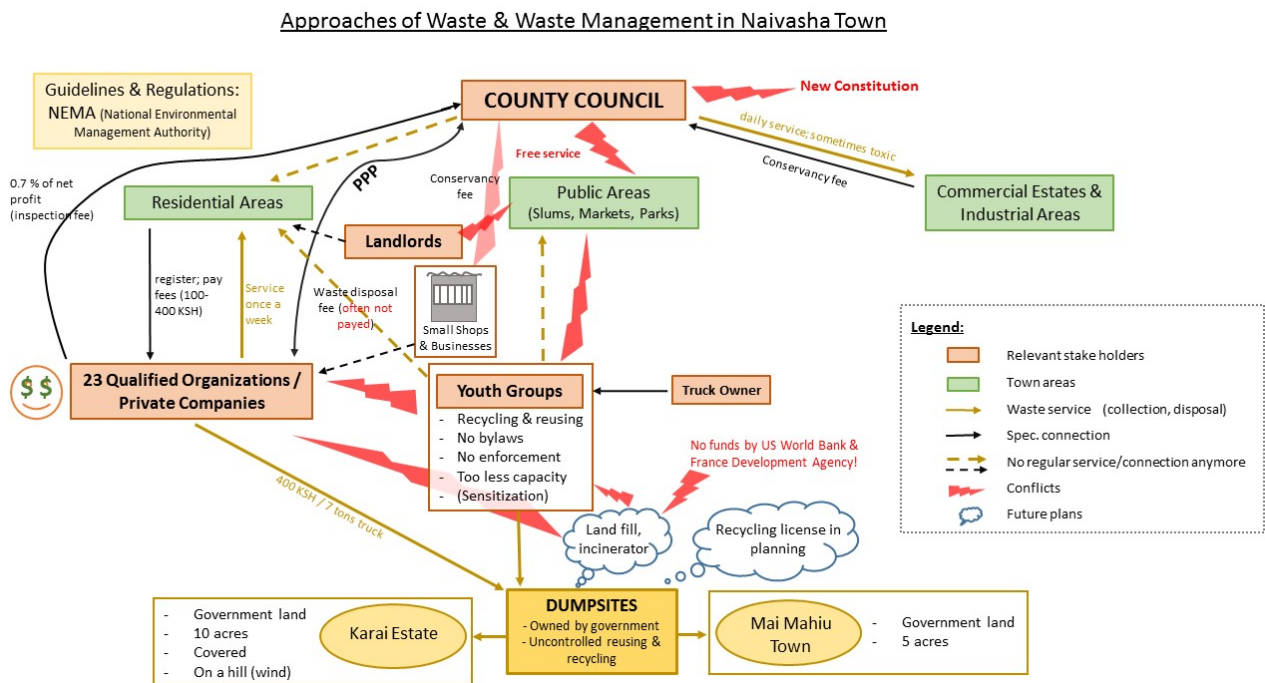 Approaches of Waste & Waste Management in Naivasha Town
Guidelines & Regulations:
NEMA (National Environmental
Management Authority)
COUNTY COUNCIL
New Constitution
daily service; sometimes toxic
Conservancy fee
Free service
Conservancy
fee
PPP
0.7 % of net
profit
(inspection fee)
Residential Areas
Public Areas
(Slums, Markets, Parks)
Commercial Estates &
Industrial Areas
Landlords
register; pay
fees (100-
400 KSH)
Service
once a
week
Waste disposal
fee (often not
payed)
Small Shops
& Businesses
$ $
23 Qualified Organizations /
Private Companies
Youth Groups
- Recycling & reusing
- No bylaws
- No enforcement
- Too less capacity
- (Sensitization)
Truck Owner
No funds by US World Bank &
France Development Agency!
400 KSH / 7 tons truck
Land fill,
incinerator
Recycling license in
planning
DUMPSITES
- Owned by government
- Uncontrolled reusing &
recycling
- Government land
- 10 acres
- Covered
- On a hill (wind)
Karai Estate
Mai Mahiu
Town
- Government land
- 5 acres
Legend:
Relevant stake holders
Town areas
Waste service (collection, disposal)
Spec. connection
No regular service/connection anymore
Conflicts
Future plans